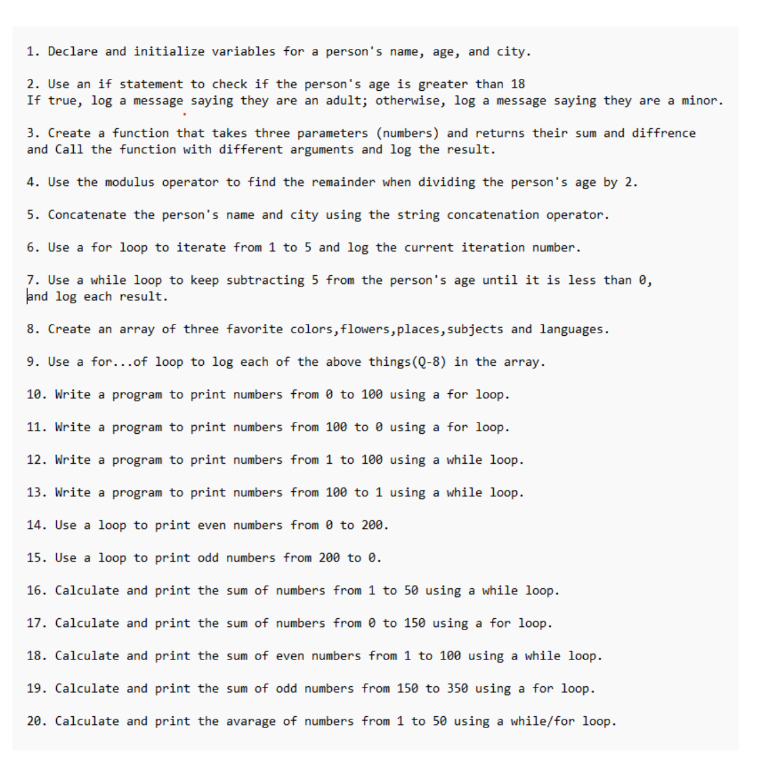 1. Declare and initialize variables for a person's name, age, and city.
2. Use an if statement to check if the person's age is greater than 18
If true, log a message saying they are an adult; otherwise, log a message saying they are a minor.
3. Create a function that takes three parameters (numbers) and returns their sum and diffrence
and Call the function with different arguments and log the result.
4. Use the modulus operator to find the remainder when dividing the person's age by 2.
5. Concatenate the person's name and city using the string concatenation operator.
6. Use a for loop to iterate from 1 to 5 and log the current iteration number.
7. Use a while loop to keep subtracting 5 from the person's age until it is less than 0,
and log each result.
8. Create an array of three favorite colors,flowers,places,subjects and languages.
9. Use a for...of loop to log each of the above things(Q-8) in the array.
10. Write a program to print numbers from 0 to 100 using a for loop.
11. Write a program to print numbers from 100 to 0 using a for loop.
12. Write a program to print numbers from 1 to 100 using a while loop.
13. Write a program to print numbers from 100 to 1 using a while loop.
14. Use a loop to print even numbers from 0 to 200.
15. Use a loop to print odd numbers from 200 to 0.
16. Calculate and print the sum of numbers from 1 to 50 using a while loop.
17. Calculate and print the sum of numbers from 0 to 150 using a for loop.
18. Calculate and print the sum of even numbers from 1 to 100 using a while loop.
19. Calculate and print the sum of odd numbers from 150 to 350 using a for loop.
20. Calculate and print the avarage of numbers from 1 to 50 using a while/for loop.